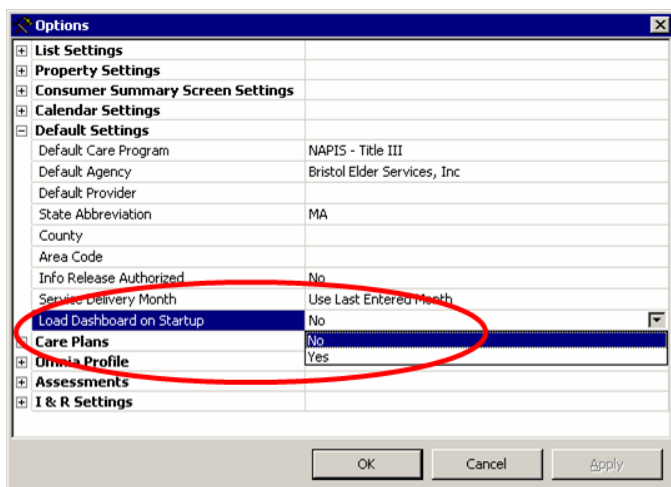 Options
List Settings
Property Settings
Consumer Summary Screen Settings
Calendar Settings
Default Settings
Default Care Program NAPIS - Title III
Default Agency Bristol Elder Services, Inc
Default Provider
State Abbreviation MA
County
Area Code
Info Release Authorized No
Service Delivery Month Use Last Entered Month
Load Dashboard on Startup No
Care Plans No
Omnia Profile Yes
Assessments
I & R Settings
OK Cancel Apply